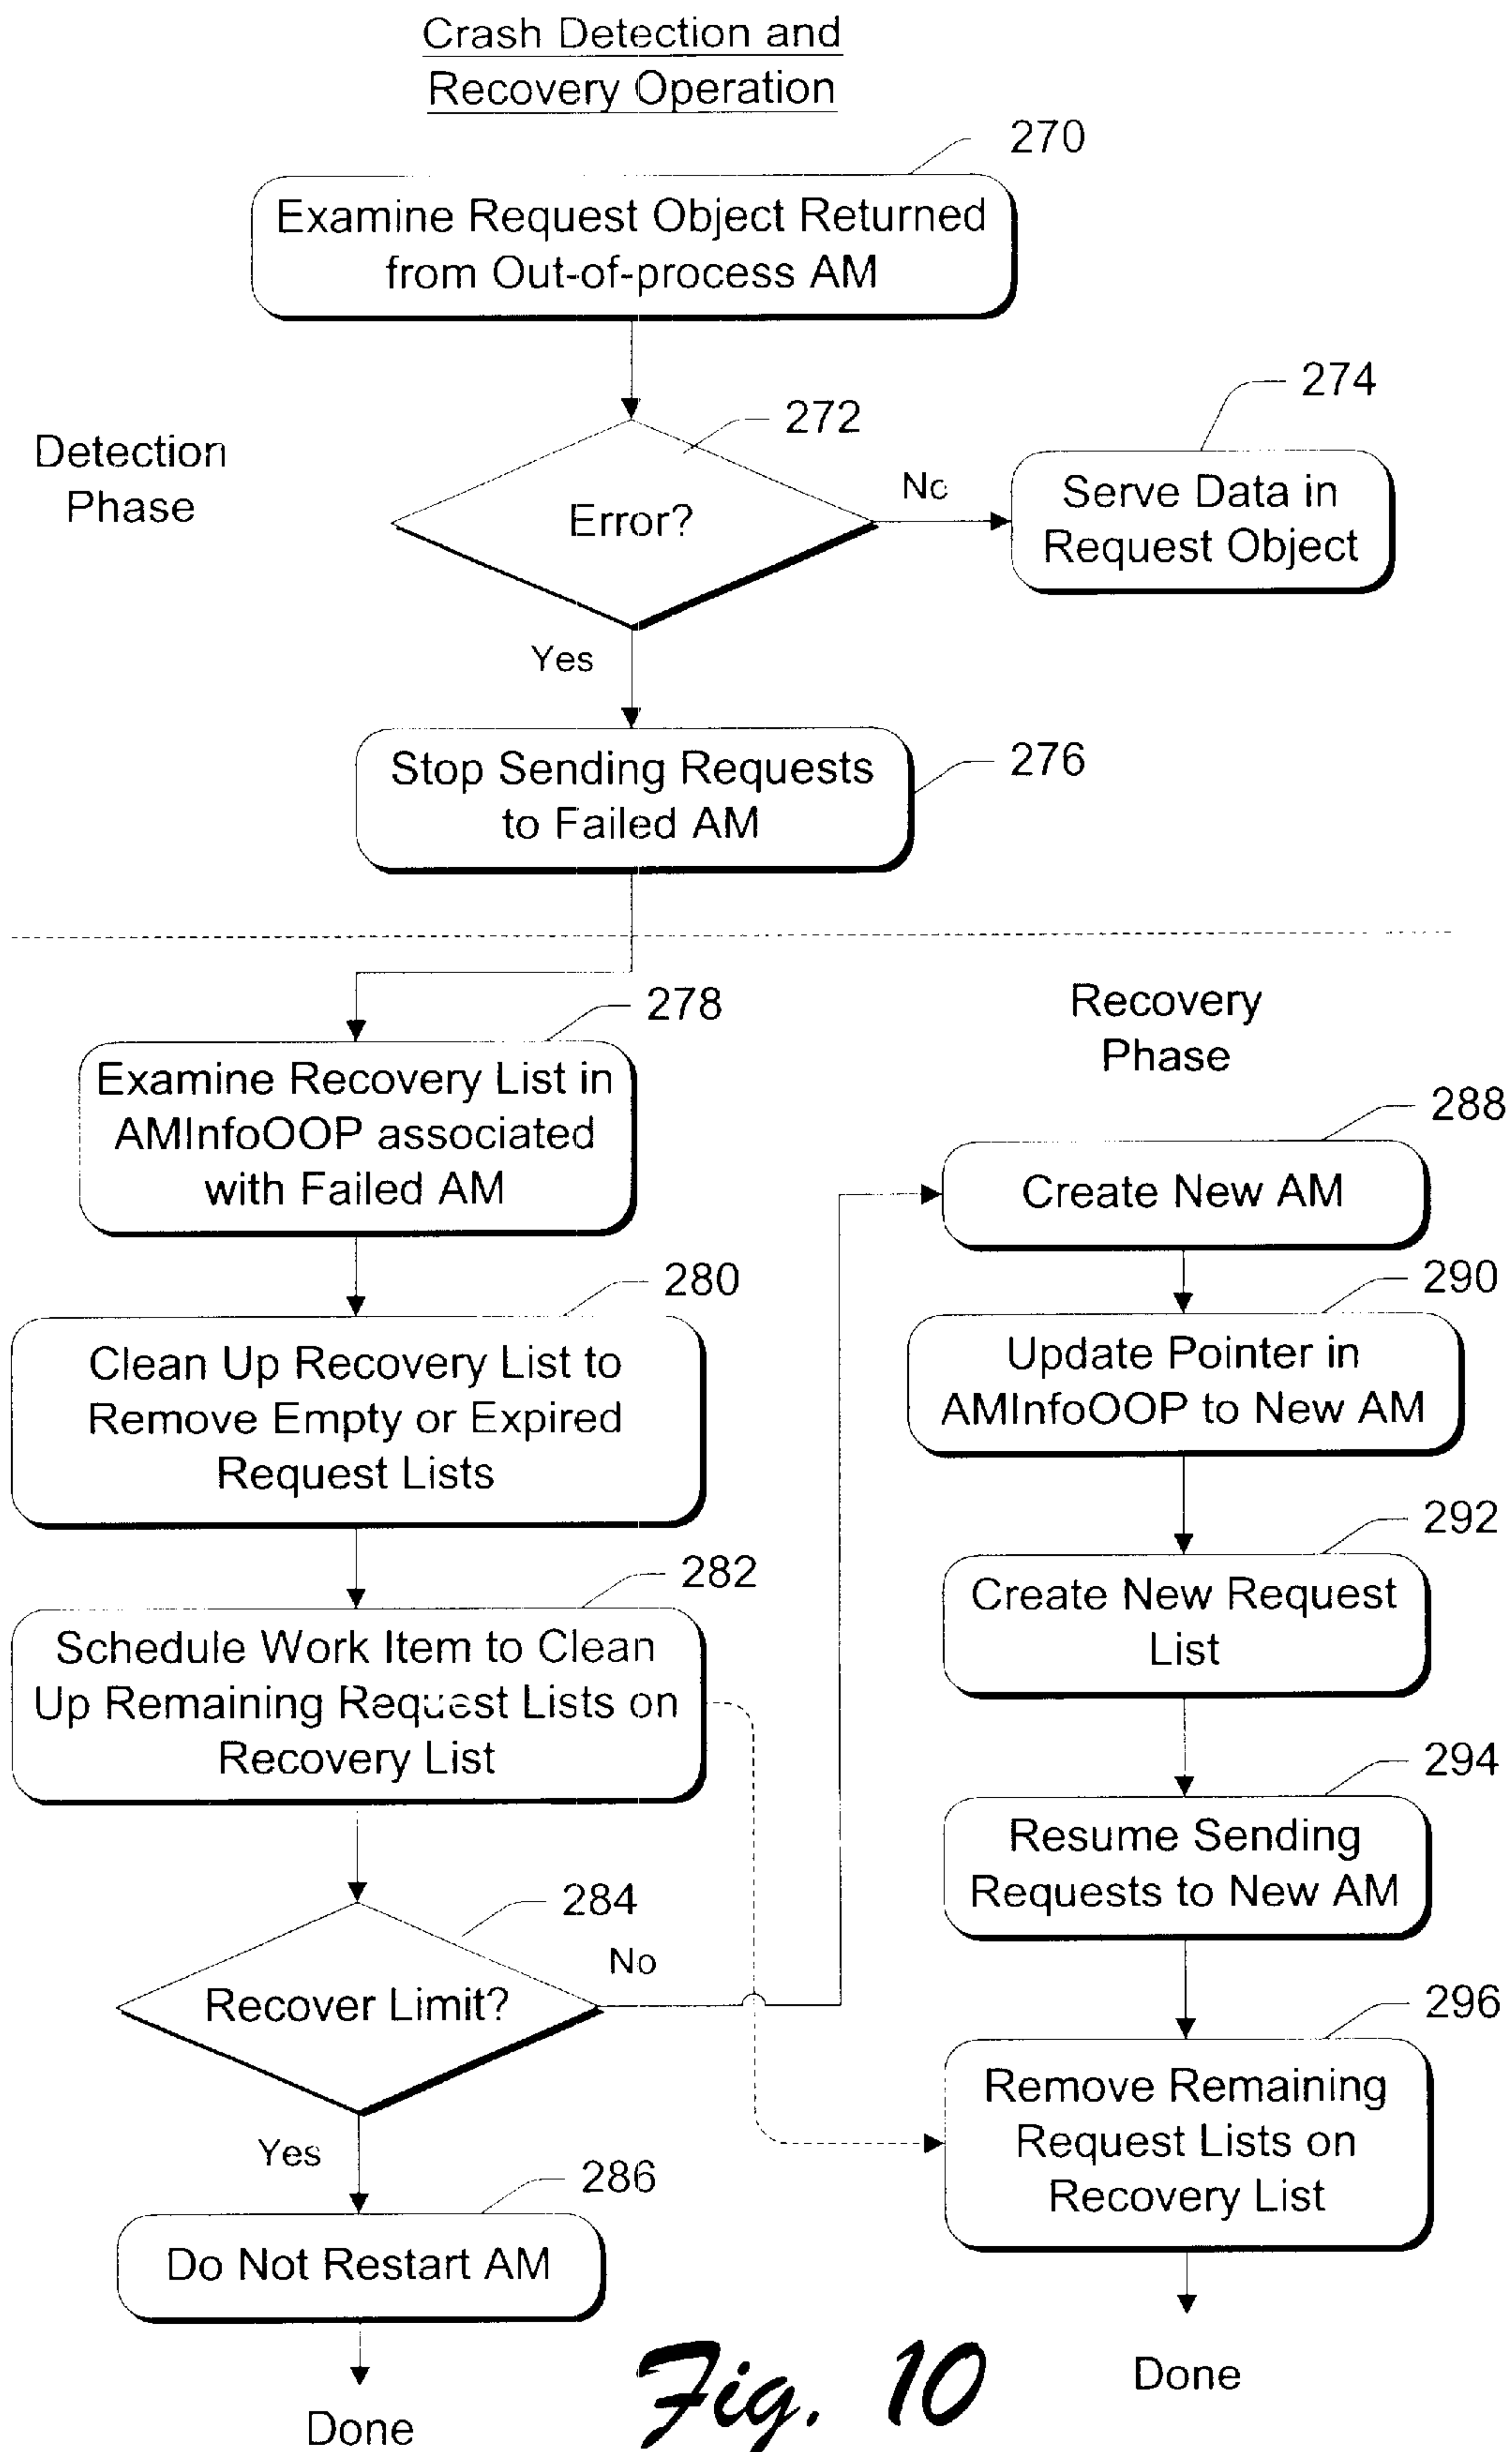 Crash Detection and
Recovery Operation
270
Examine Request Object Returned
from Out-of-process AM
272
274
Detection
Phase
Error?
No
Serve Data in
Request Object
Yes
276
Stop Sending Requests
to Failed AM
278
Recovery
Phase
Examine Recovery List in
AMInfoOOP associated
with Failed AM
280
Clean Up Recovery List to
Remove Empty or Expired
Request Lists
282
Schedule Work Item to Clean
Up Remaining Request Lists on
Recovery List
284
Recover Limit?
No
Yes
286
Do Not Restart AM
Done
288
Create New AM
290
Update Pointer in
AMInfoOOP to New AM
292
Create New Request
List
294
Resume Sending
Requests to New AM
296
Remove Remaining
Request Lists on
Recovery List
Done
Fig. 10